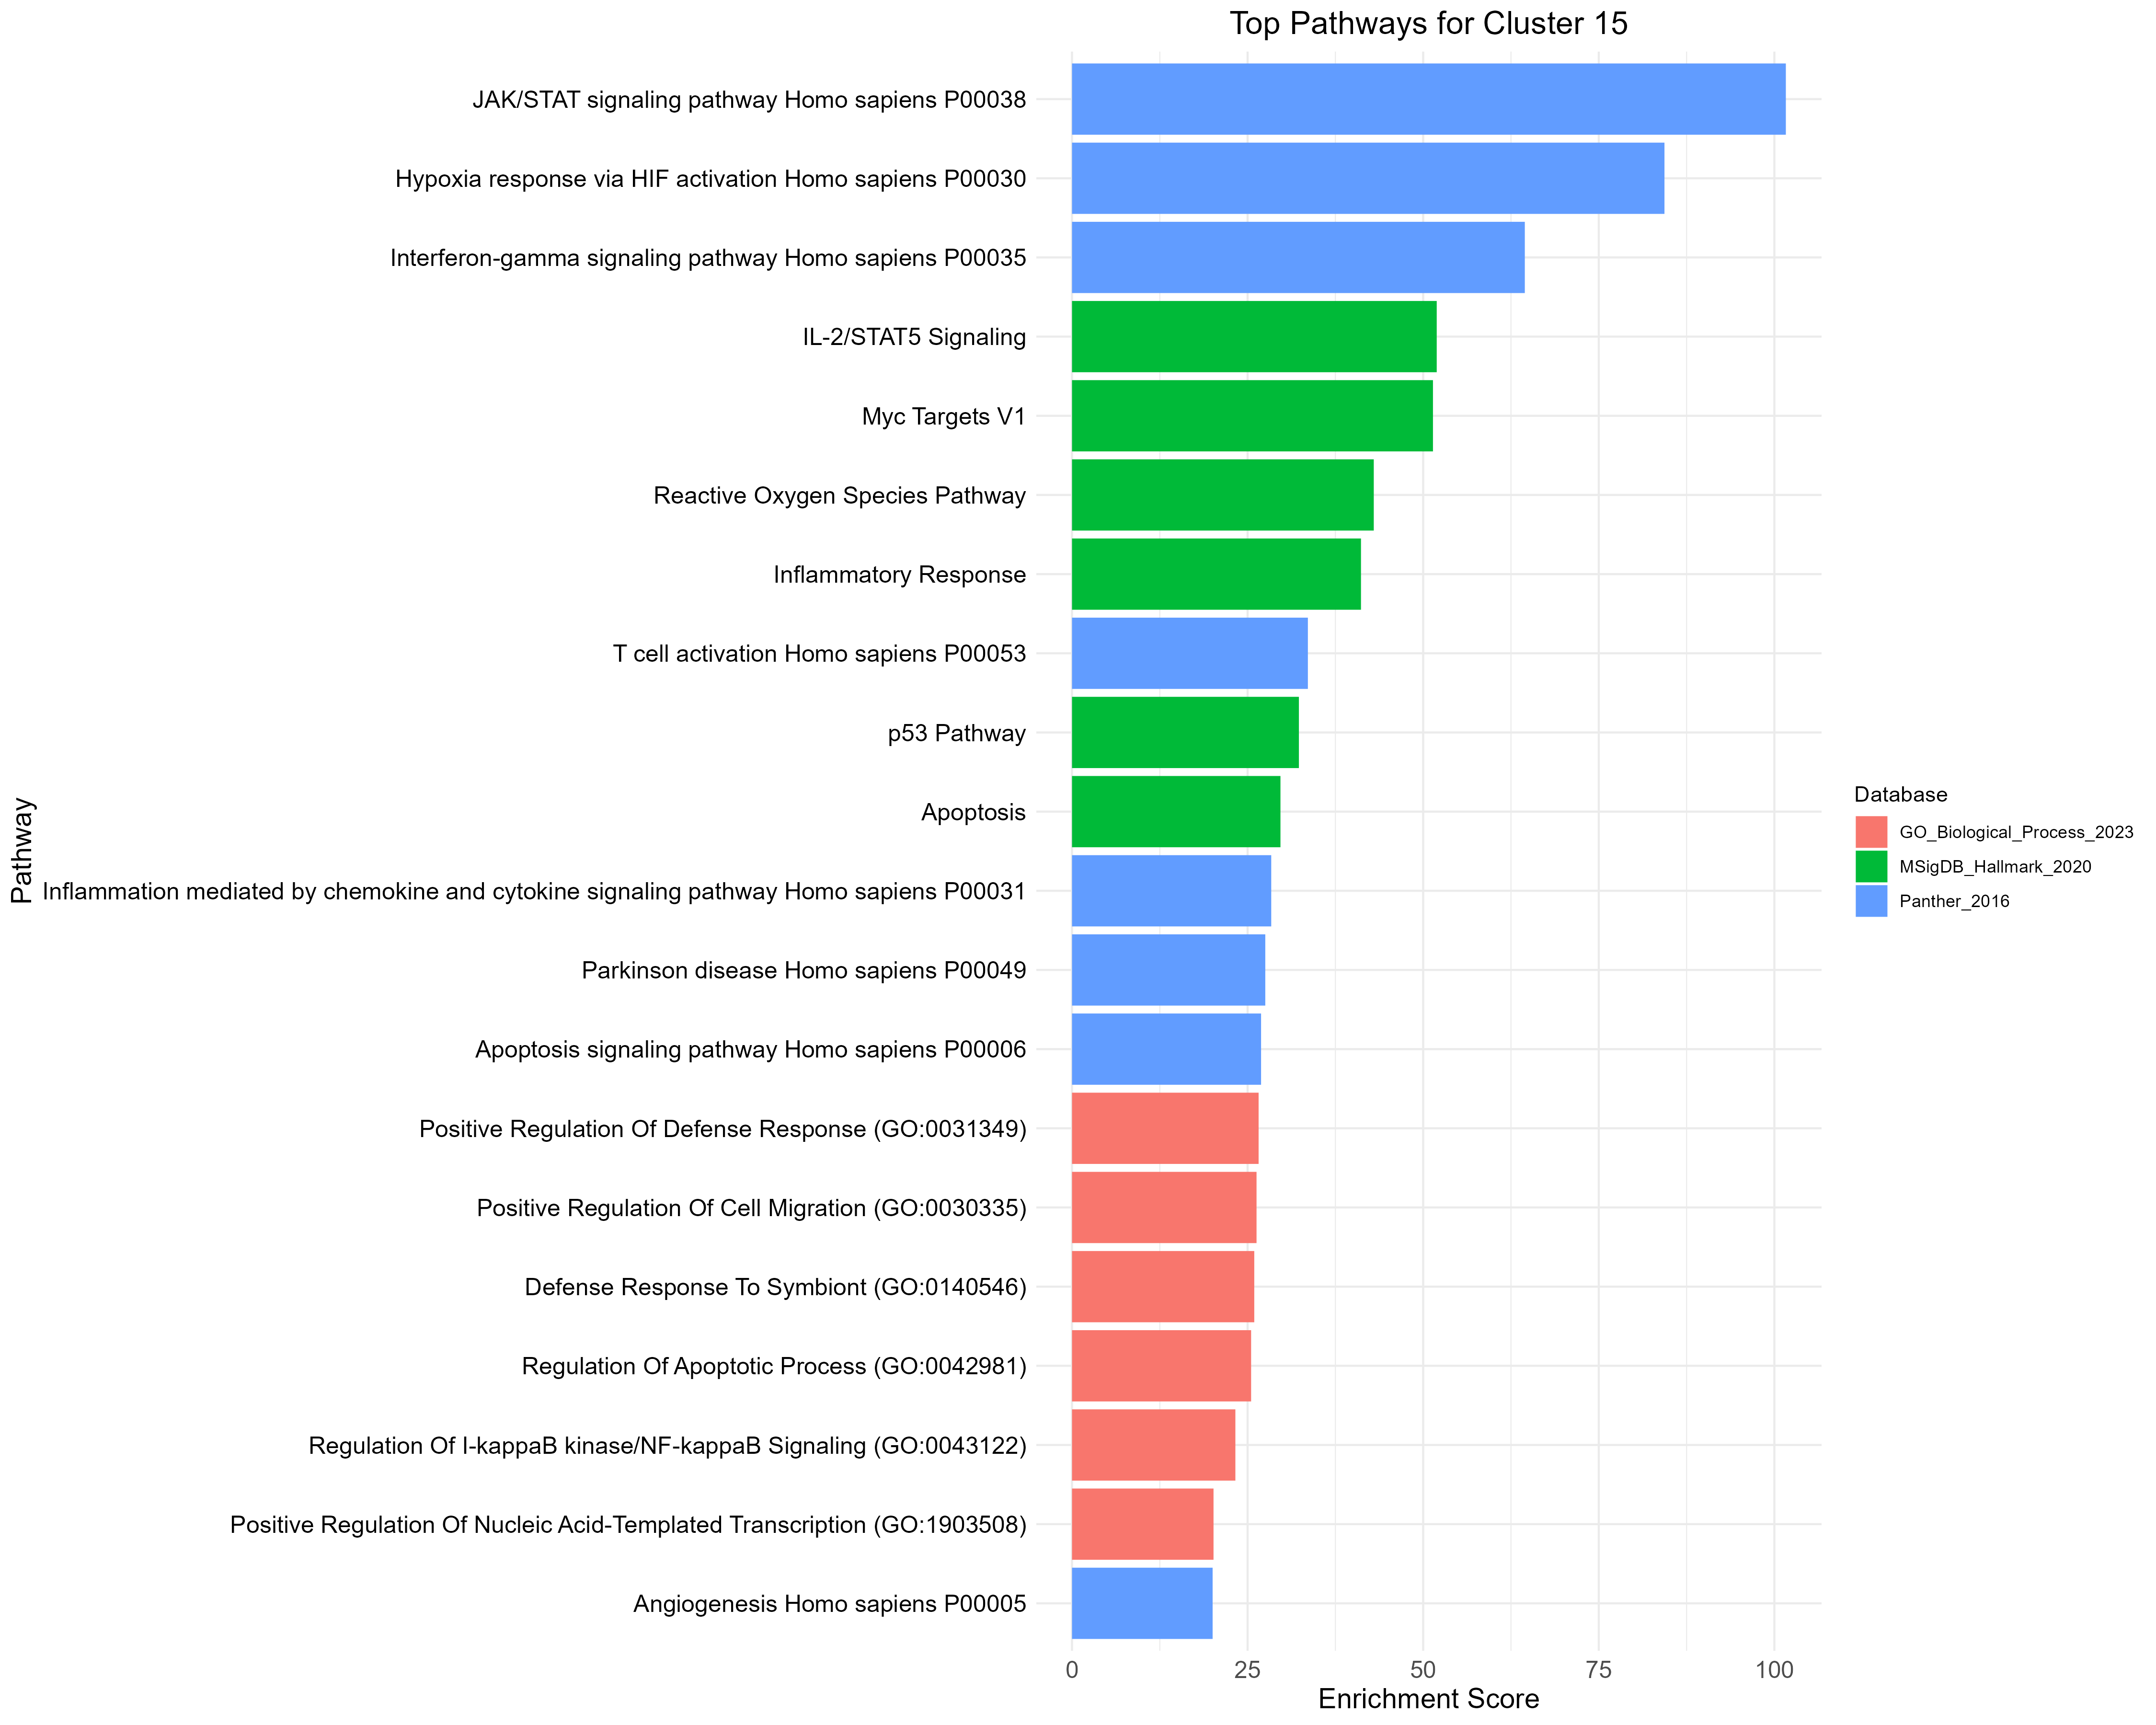 Top Pathways for Cluster 15
JAK/STAT signaling pathway Homo sapiens P00038
Hypoxia response via HIF activation Homo sapiens P00030
Interferon-gamma signaling pathway Homo sapiens P00035
IL-2/STAT5 Signaling
Myc Targets V1
Reactive Oxygen Species Pathway
Inflammatory Response
T cell activation Homo sapiens P00053
p53 Pathway
Apoptosis
Inflammation mediated by chemokine and cytokine signaling pathway Homo sapiens P00031
Parkinson disease Homo sapiens P00049
Apoptosis signaling pathway Homo sapiens P00006
Positive Regulation Of Defense Response (GO:0031349)
Positive Regulation Of Cell Migration (GO:0030335)
Defense Response To Symbiont (GO:0140546)
Regulation Of Apoptotic Process (GO:0042981)
Regulation Of I-kappaB kinase/NF-kappaB Signaling (GO:0043122)
Positive Regulation Of Nucleic Acid-Templated Transcription (GO:1903508)
Angiogenesis Homo sapiens P00005
Pathway
0 25 50 75 100
Enrichment Score
Database
GO_Biological_Process_2023
MSigDB_Hallmark_2020
Panther_2016